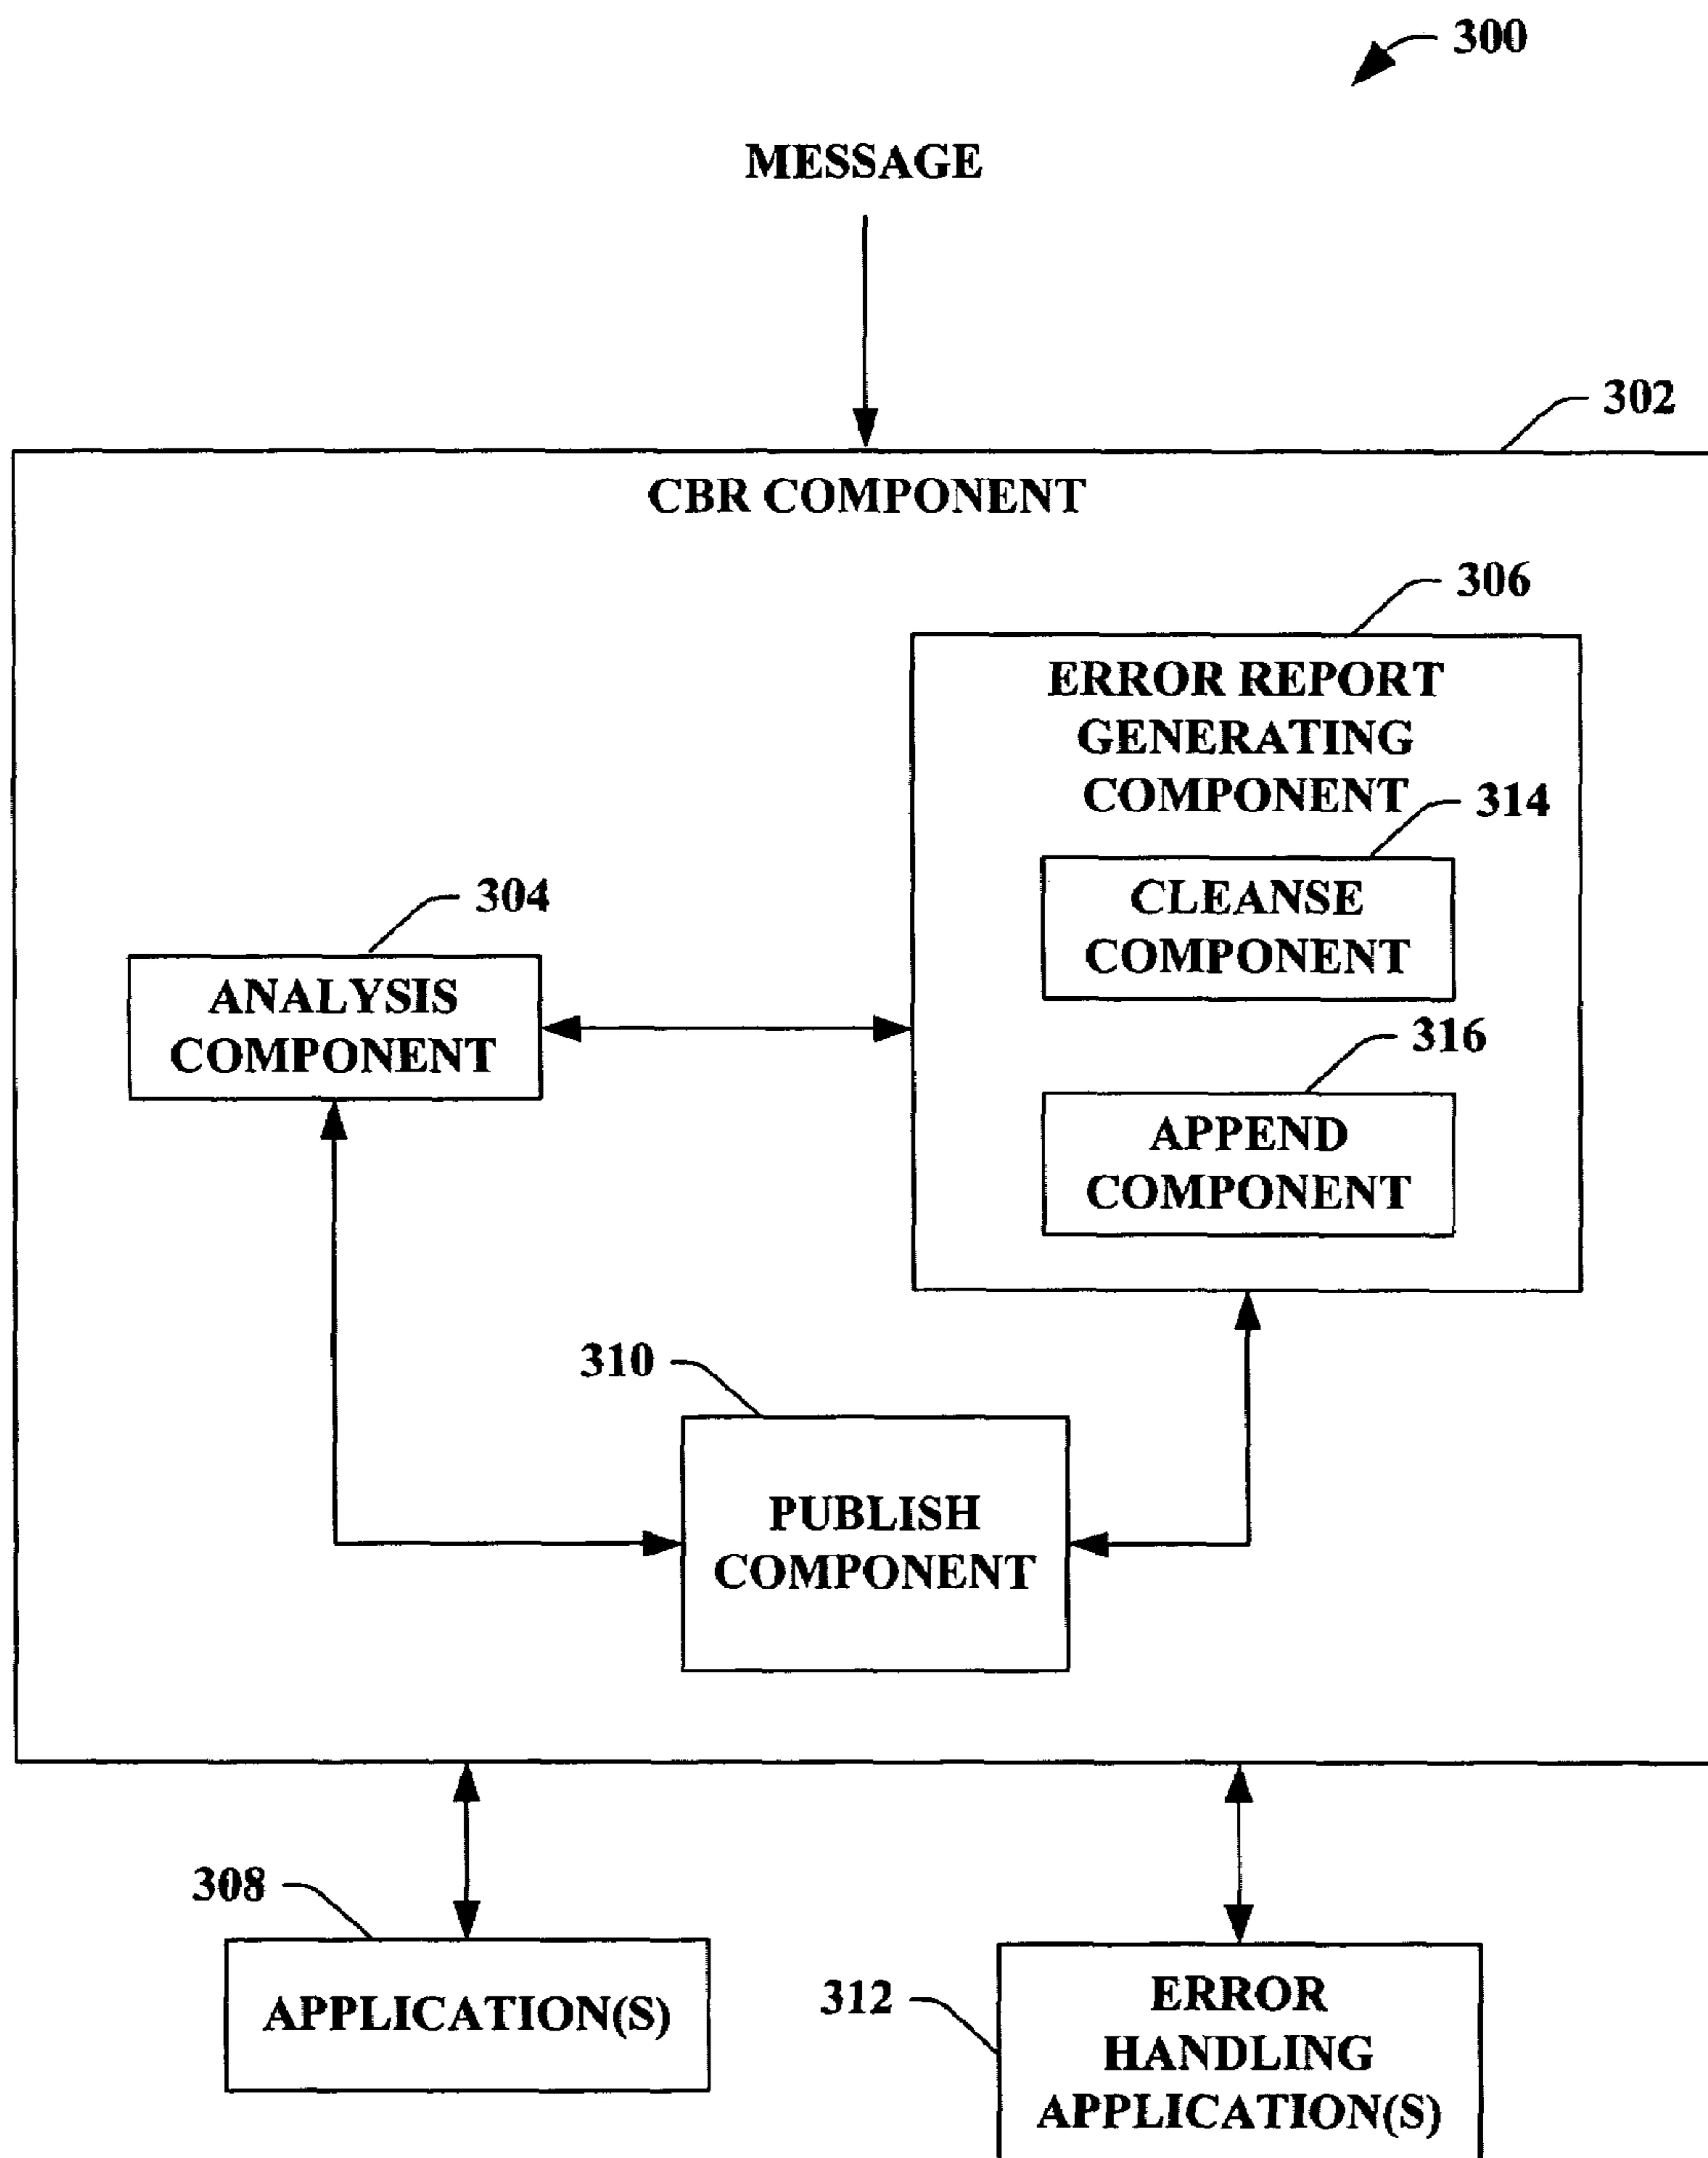 300
MESSAGE
302
CBR COMPONENT
306
ERROR REPORT
GENERATING
COMPONENT
314
CLEANSE
COMPONENT
304
ANALYSIS
COMPONENT
316
APPEND
COMPONENT
310
PUBLISH
COMPONENT
308
APPLICATION(S)
312
ERROR
HANDLING
APPLICATION(S)